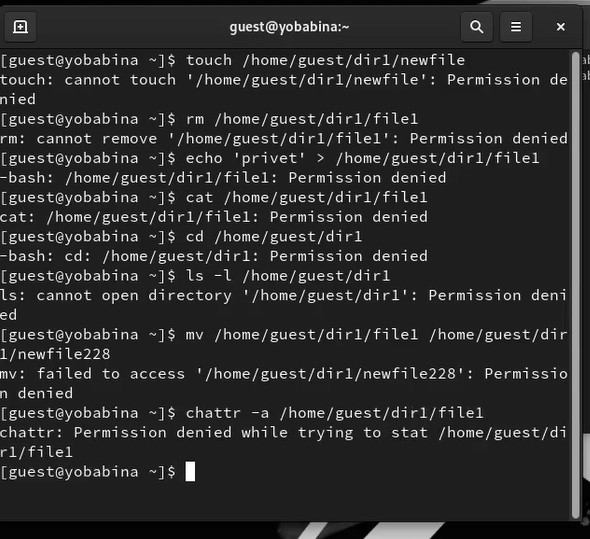 guest@yobabina:~
[guest@yobabina ~]$ touch /home/guest/dir1/newfile
touch: cannot touch '/home/guest/dir1/newfile': Permission de
nied
[guest@yobabina ~]$ rm /home/guest/dir1/file1
rm: cannot remove '/home/guest/dir1/file1': Permission denied
[guest@yobabina ~]$ echo 'privet' > /home/guest/dir1/file1
-bash: /home/guest/dir1/file1: Permission denied
[guest@yobabina ~]$ cat /home/guest/dir1/file1
cat: /home/guest/dir1/file1: Permission denied
[guest@yobabina ~]$ cd /home/guest/dir1
-bash: cd: /home/guest/dir1: Permission denied
[guest@yobabina ~]$ ls -l /home/guest/dir1
ls: cannot open directory '/home/guest/dir1': Permission deni
ed
[guest@yobabina ~]$ mv /home/guest/dir1/file1 /home/guest/dir
1/newfile228
mv: failed to access '/home/guest/dir1/newfile228': Permissio
n denied
[guest@yobabina ~]$ chattr -a /home/guest/dir1/file1
chattr: Permission denied while trying to stat /home/guest/di
r1/file1
[guest@yobabina ~]$